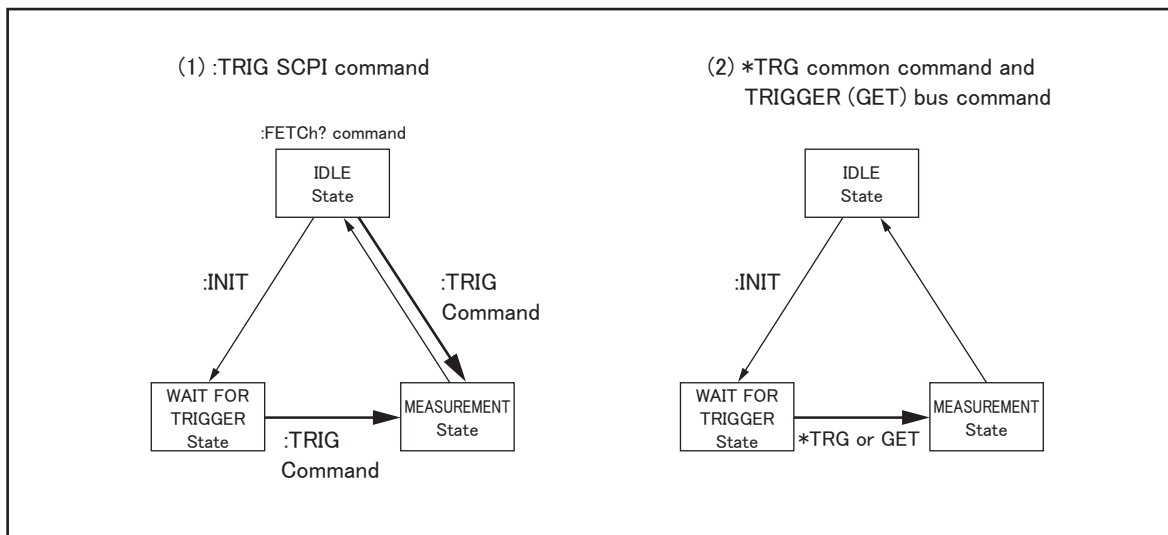 (1) :TRIG SCPI command
:FETCh? command
IDLE
State
:INIT
:TRIG
Command
WAIT FOR
TRIGGER
State
:TRIG
Command
MEASUREMENT
State
(2) *TRG common command and
TRIGGER (GET) bus command
IDLE
State
:INIT
WAIT FOR
TRIGGER
State
*TRG or GET
MEASUREMENT
State